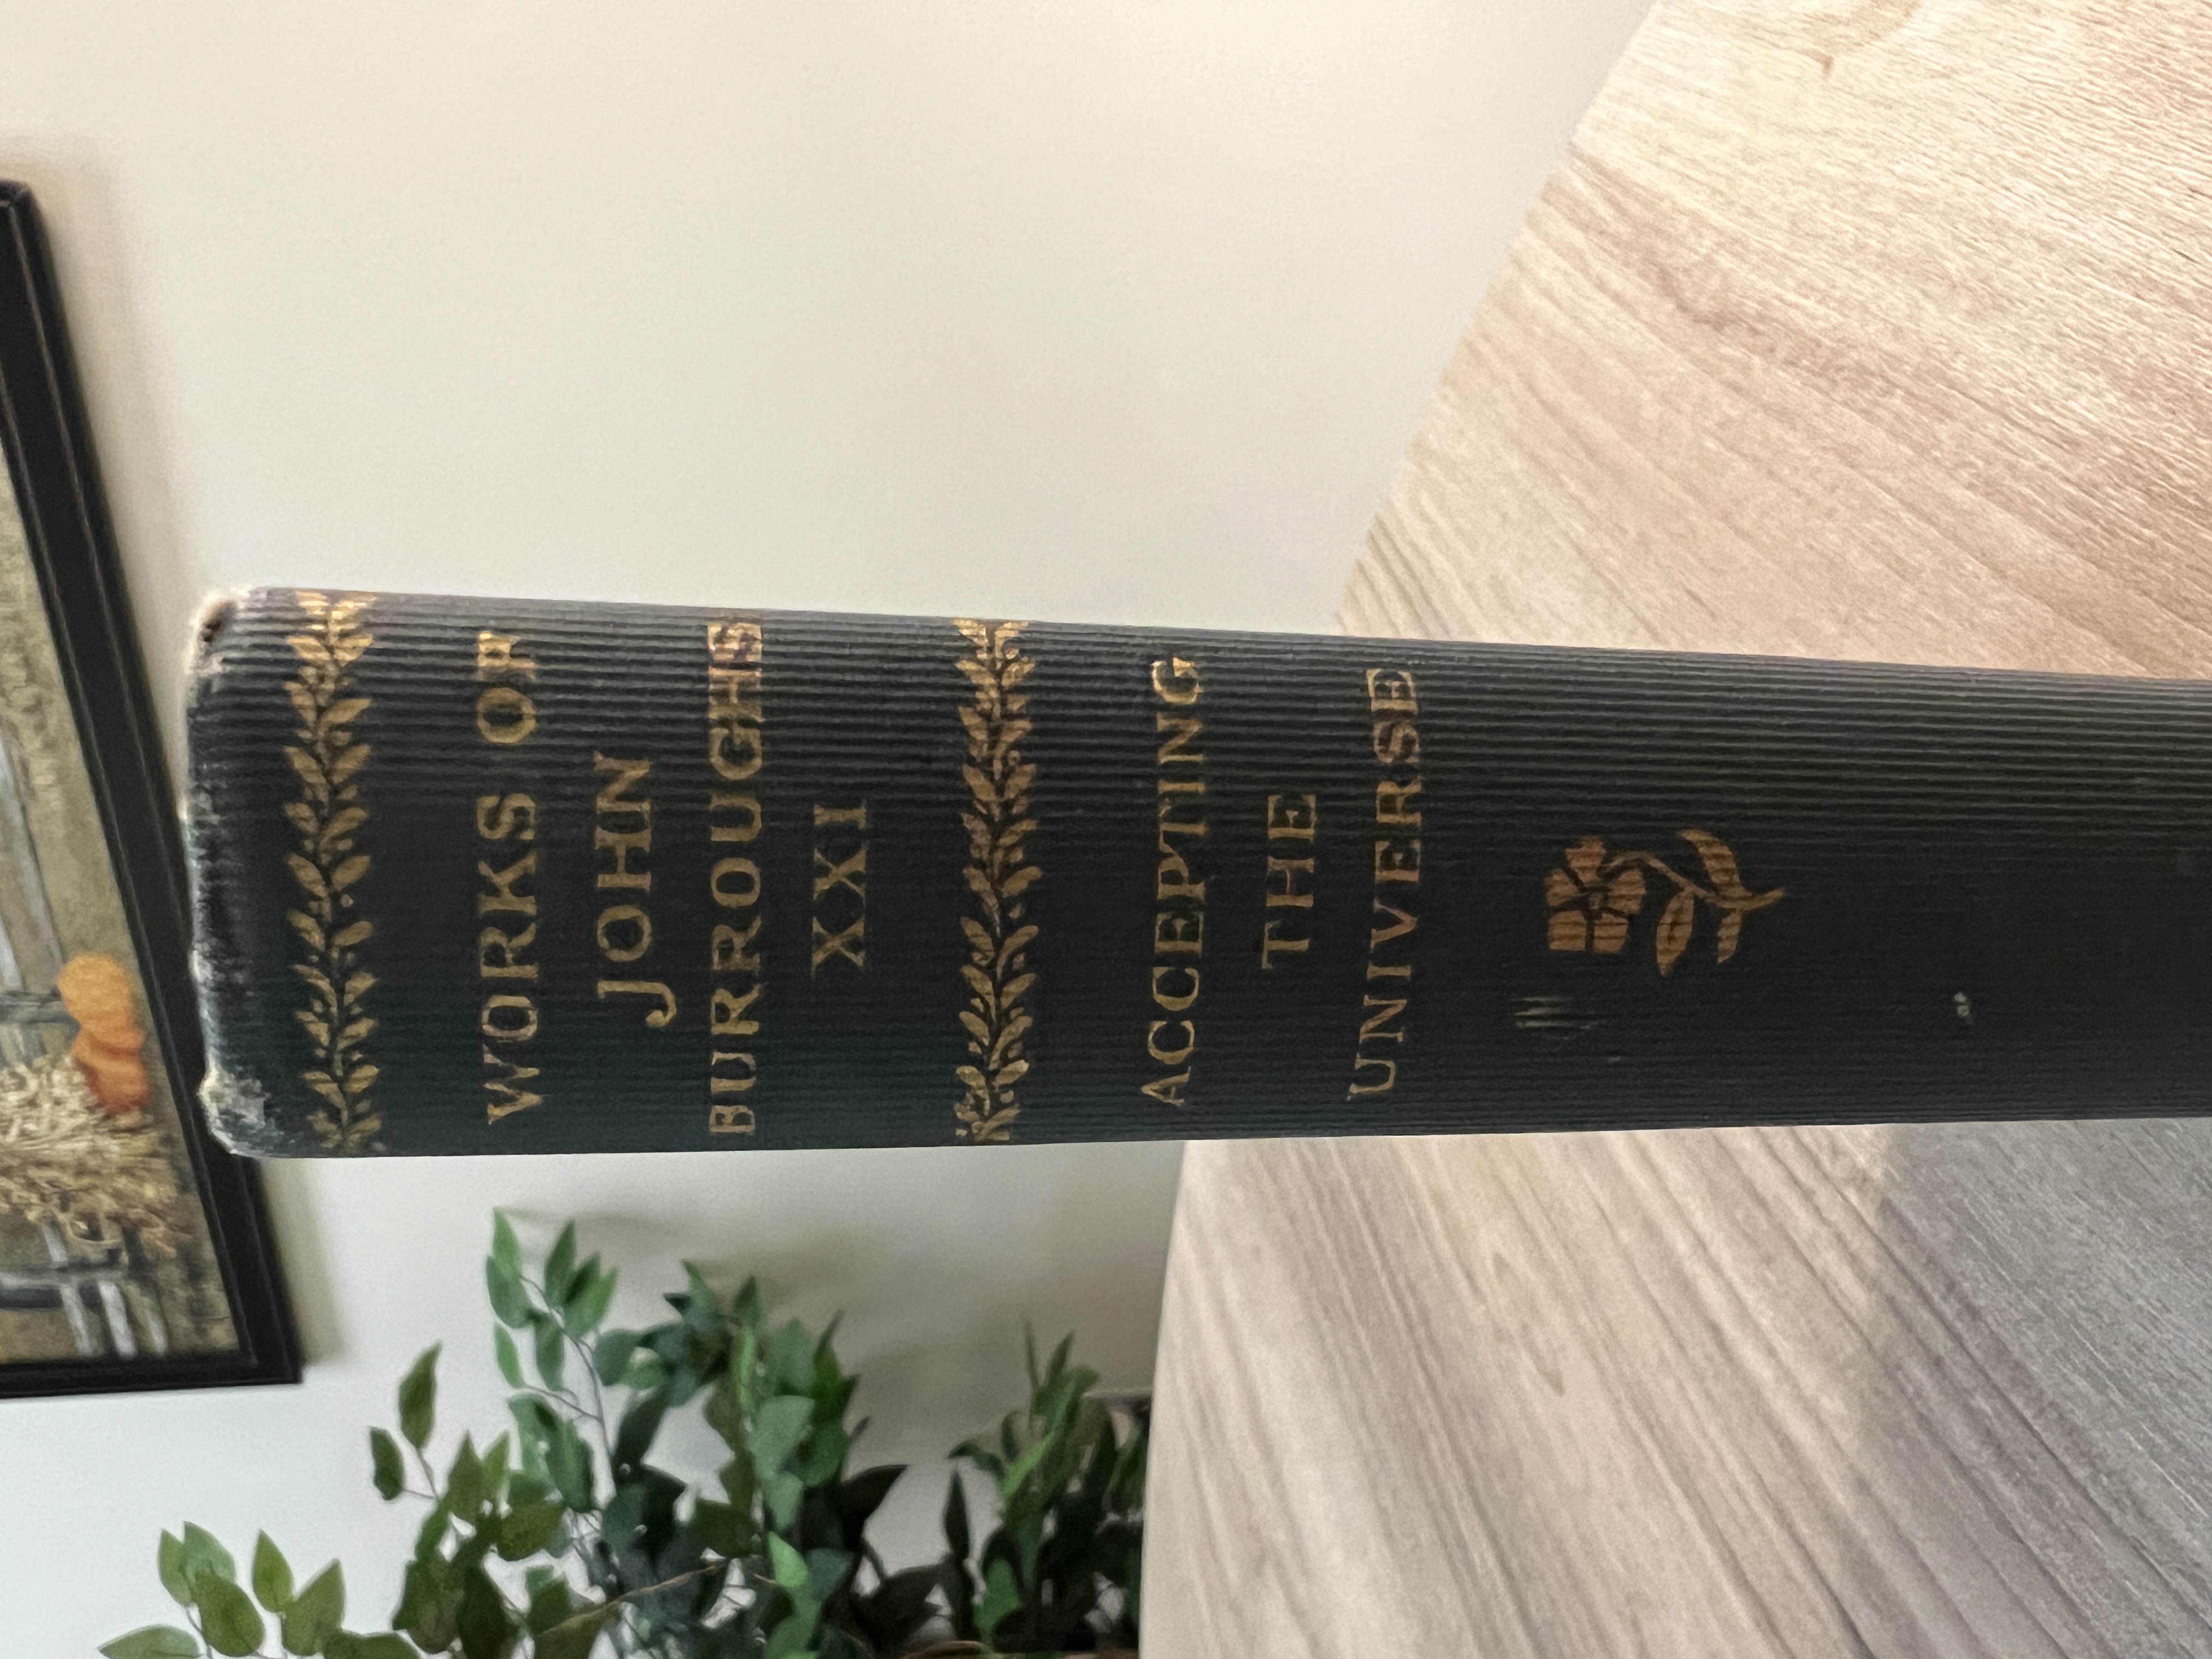 WORKS OF
JOHN
BURROUGHS
XXI
ACCEPTING
THE
UNIVERSE